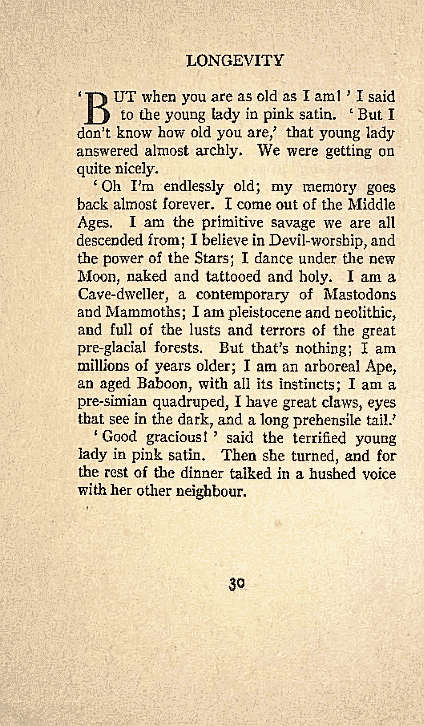 LONGEVITY
‘BUT when you are as old as I am!’ I said
to the young lady in pink satin. ‘But I
don’t know how old you are,’ that young lady
answered almost archly. We were getting on
quite nicely.
‘Oh I’m endlessly old; my memory goes
back almost forever. I come out of the Middle
Ages. I am the primitive savage we are all
descended from; I believe in Devil-worship, and
the power of the Stars; I dance under the new
Moon, naked and tattooed and holy. I am a
Cave-dweller, a contemporary of Mastodons
and Mammoths; I am pleistocene and neolithic,
and full of the lusts and terrors of the great
pre-glacial forests. But that’s nothing; I am
millions of years older; I am an arboreal Ape,
an aged Baboon, with all its instincts; I am a
pre-simian quadruped, I have great claws, eyes
that see in the dark, and a long prehensile tail.’
‘Good gracious!’ said the terrified young
lady in pink satin. Then she turned, and for
the rest of the dinner talked in a hushed voice
with her other neighbour.
30